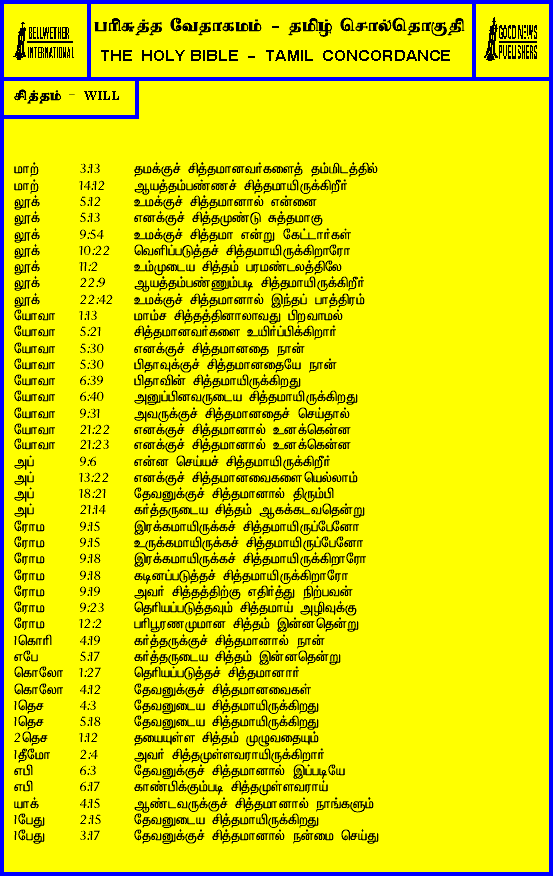 BELLWETHER INTERNATIONAL
பரிசுத்த வேதாகமம் - தமிழ் சொல்தொகுதி
THE HOLY BIBLE - TAMIL CONCORDANCE
GOOD NEWS PUBLISHERS
சித்தம் - WILL
மாற் 3:13 தமக்குச் சித்தமானவர்களைத் தம்மிடத்தில்
மாற் 14:12 ஆயத்தம்பண்ணச் சித்தமாயிருக்கிறீர்
லூக் 5:12 உமக்குச் சித்தமானால் என்னை
லூக் 5:13 எனக்குச் சித்தமுண்டு சுத்தமாகு
லூக் 9:54 உமக்குச் சித்தமா என்று கேட்டார்கள்
லூக் 10:22 வெளிப்படுத்தச் சித்தமாயிருக்கிறாரோ
லூக் 11:2 உம்முடைய சித்தம் பரமண்டலத்திலே
லூக் 22:9 ஆயத்தம்பண்ணும்படி சித்தமாயிருக்கிறீர்
லூக் 22:42 உமக்குச் சித்தமானால் இந்தப் பாத்திரம்
யோவா 1:13 மாம்ச சித்தத்தினாலாவது பிறவாமல்
யோவா 5:21 சித்தமானவர்களை உயிர்ப்பிக்கிறார்
யோவா 5:30 எனக்குச் சித்தமானதை நான்
யோவா 5:30 பிதாவுக்குச் சித்தமானதையே நான்
யோவா 6:39 பிதாவின் சித்தமாயிருக்கிறது
யோவா 6:40 அனுப்பினவருடைய சித்தமாயிருக்கிறது
யோவா 9:31 அவருக்குச் சித்தமானதைச் செய்தால்
யோவா 21:22 எனக்குச் சித்தமானால் உனக்கென்ன
யோவா 21:23 எனக்குச் சித்தமானால் உனக்கென்ன
அப் 9:6 என்ன செய்யச் சித்தமாயிருக்கிறீர்
அப் 13:22 எனக்குச் சித்தமானவைகளையெல்லாம்
அப் 18:21 தேவனுக்குச் சித்தமானால் திரும்பி
அப் 21:14 கர்த்தருடைய சித்தம் ஆகக்கடவதென்று
ரோம 9:15 இரக்கமாயிருக்கச் சித்தமாயிருப்பேனோ
ரோம 9:15 உருக்கமாயிருக்கச் சித்தமாயிருப்பேனோ
ரோம 9:18 இரக்கமாயிருக்கச் சித்தமாயிருக்கிறாரோ
ரோம 9:18 கடினப்படுத்தச் சித்தமாயிருக்கிறாரோ
ரோம 9:19 அவர் சித்தத்திற்கு எதிர்த்து நிற்பவன்
ரோம 9:23 தெரியப்படுத்தவும் சித்தமாய் அழிவுக்கு
ரோம 12:2 பரிபூரணமுமான சித்தம் இன்னதென்று
1கொரி 4:19 கர்த்தருக்குச் சித்தமானால் நான்
எபே 5:17 கர்த்தருடைய சித்தம் இன்னதென்று
கொலோ 1:27 தெரியப்படுத்தச் சித்தமானார்
கொலோ 4:12 தேவனுக்குச் சித்தமானவைகள்
1தெச 4:3 தேவனுடைய சித்தமாயிருக்கிறது
1தெச 5:18 தேவனுடைய சித்தமாயிருக்கிறது
2தெச 1:12 தயையுள்ள சித்தம் முழுவதையும்
1தீமோ 2:4 அவர் சித்தமுள்ளவராயிருக்கிறார்
எபி 6:3 தேவனுக்குச் சித்தமானால் இப்படியே
எபி 6:17 காண்பிக்கும்படி சித்தமுள்ளவராய்
யாக் 4:15 ஆண்டவருக்குச் சித்தமானால் நாங்களும்
1பேது 2:15 தேவனுடைய சித்தமாயிருக்கிறது
1பேது 3:17 தேவனுக்குச் சித்தமானால் நன்மை செய்து